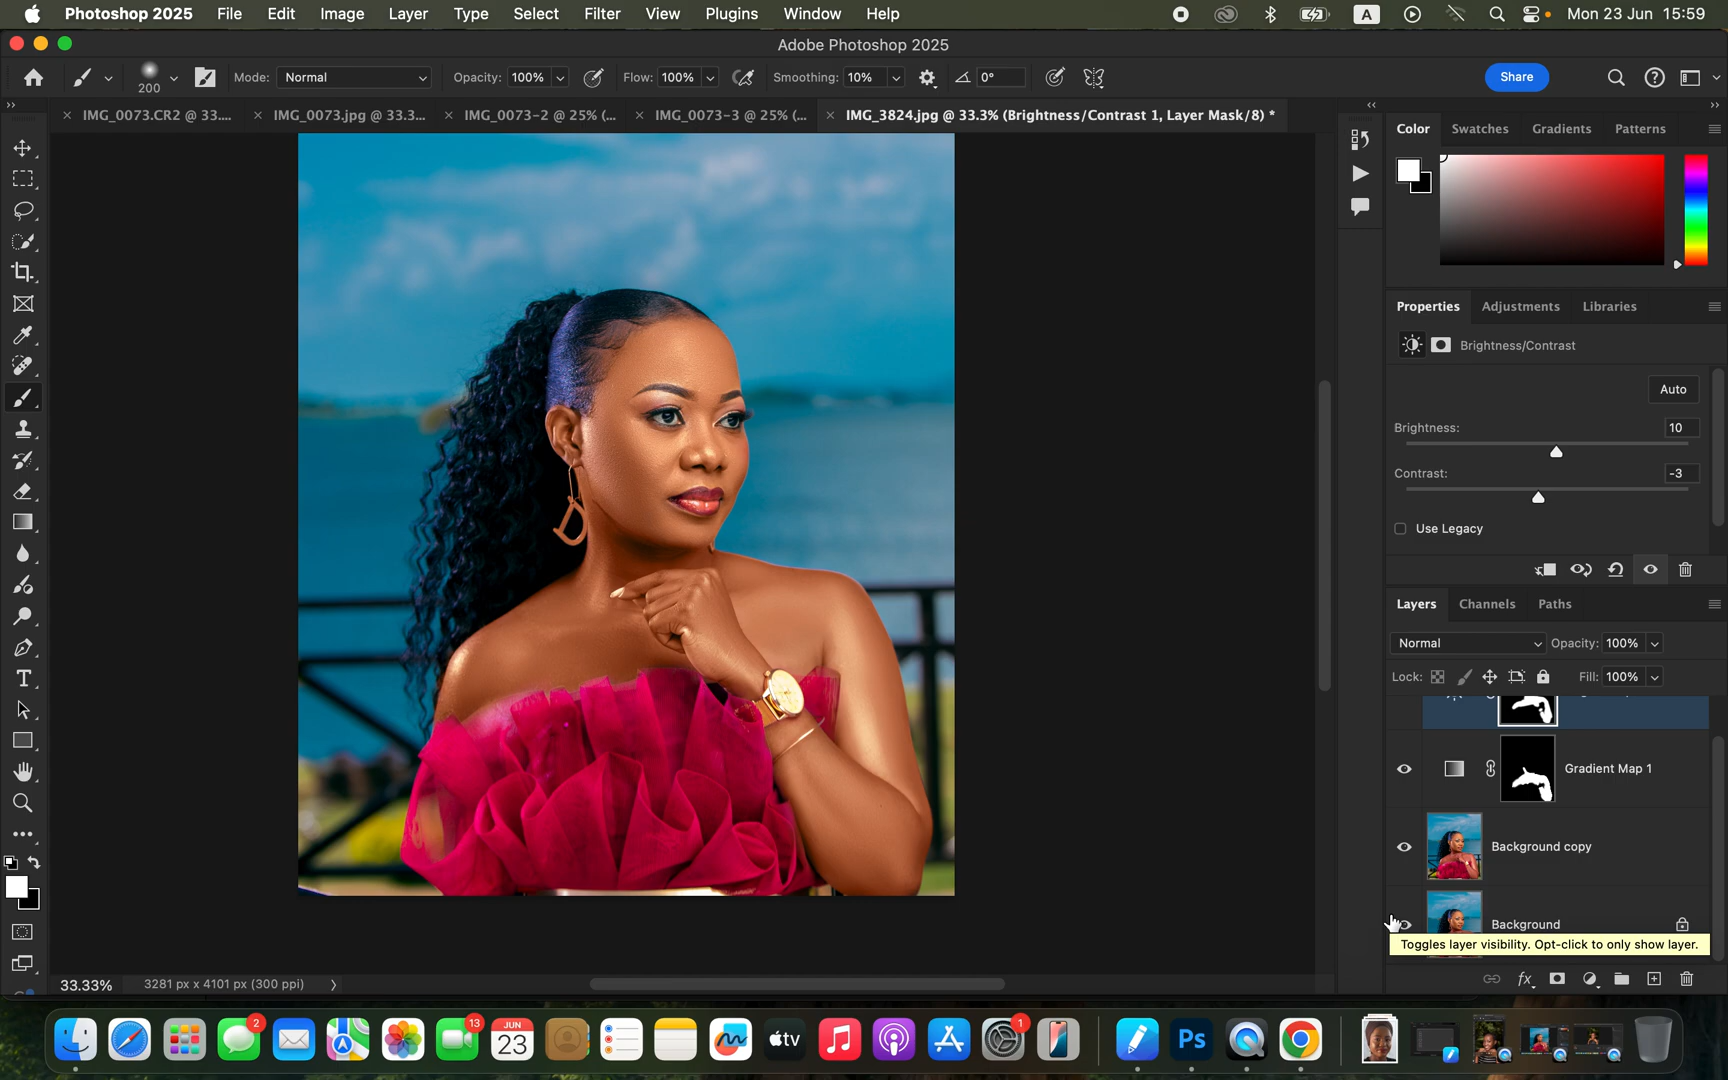 Photoshop 2025 File Edit Image Layer Type Select Filter View Plugins Window Help A Mon 23 Jun 15:59
Adobe Photoshop 2025
200 Mode: Normal Opacity: 100% Flow: 100% Smoothing: 10% 0° Share
IMG_0073.CR2 @ 33.... IMG_0073.jpg @ 33.3... IMG_0073-2 @ 25% (... IMG_0073-3 @ 25% (... IMG_3824.jpg @ 33.3% (Brightness/Contrast 1, Layer Mask/8) *
Color Swatches Gradients Patterns
Properties Adjustments Libraries
Brightness/Contrast
Auto
Brightness: 10
Contrast: -3
Use Legacy
Layers Channels Paths
Normal Opacity: 100%
Lock: Fill: 100%
Gradient Map 1
Background copy
Background
Toggles layer visibility. Opt-click to only show layer.
33.33% 3281 px x 4101 px (300 ppi)
2 13 JUN 23 tv 1 Ps